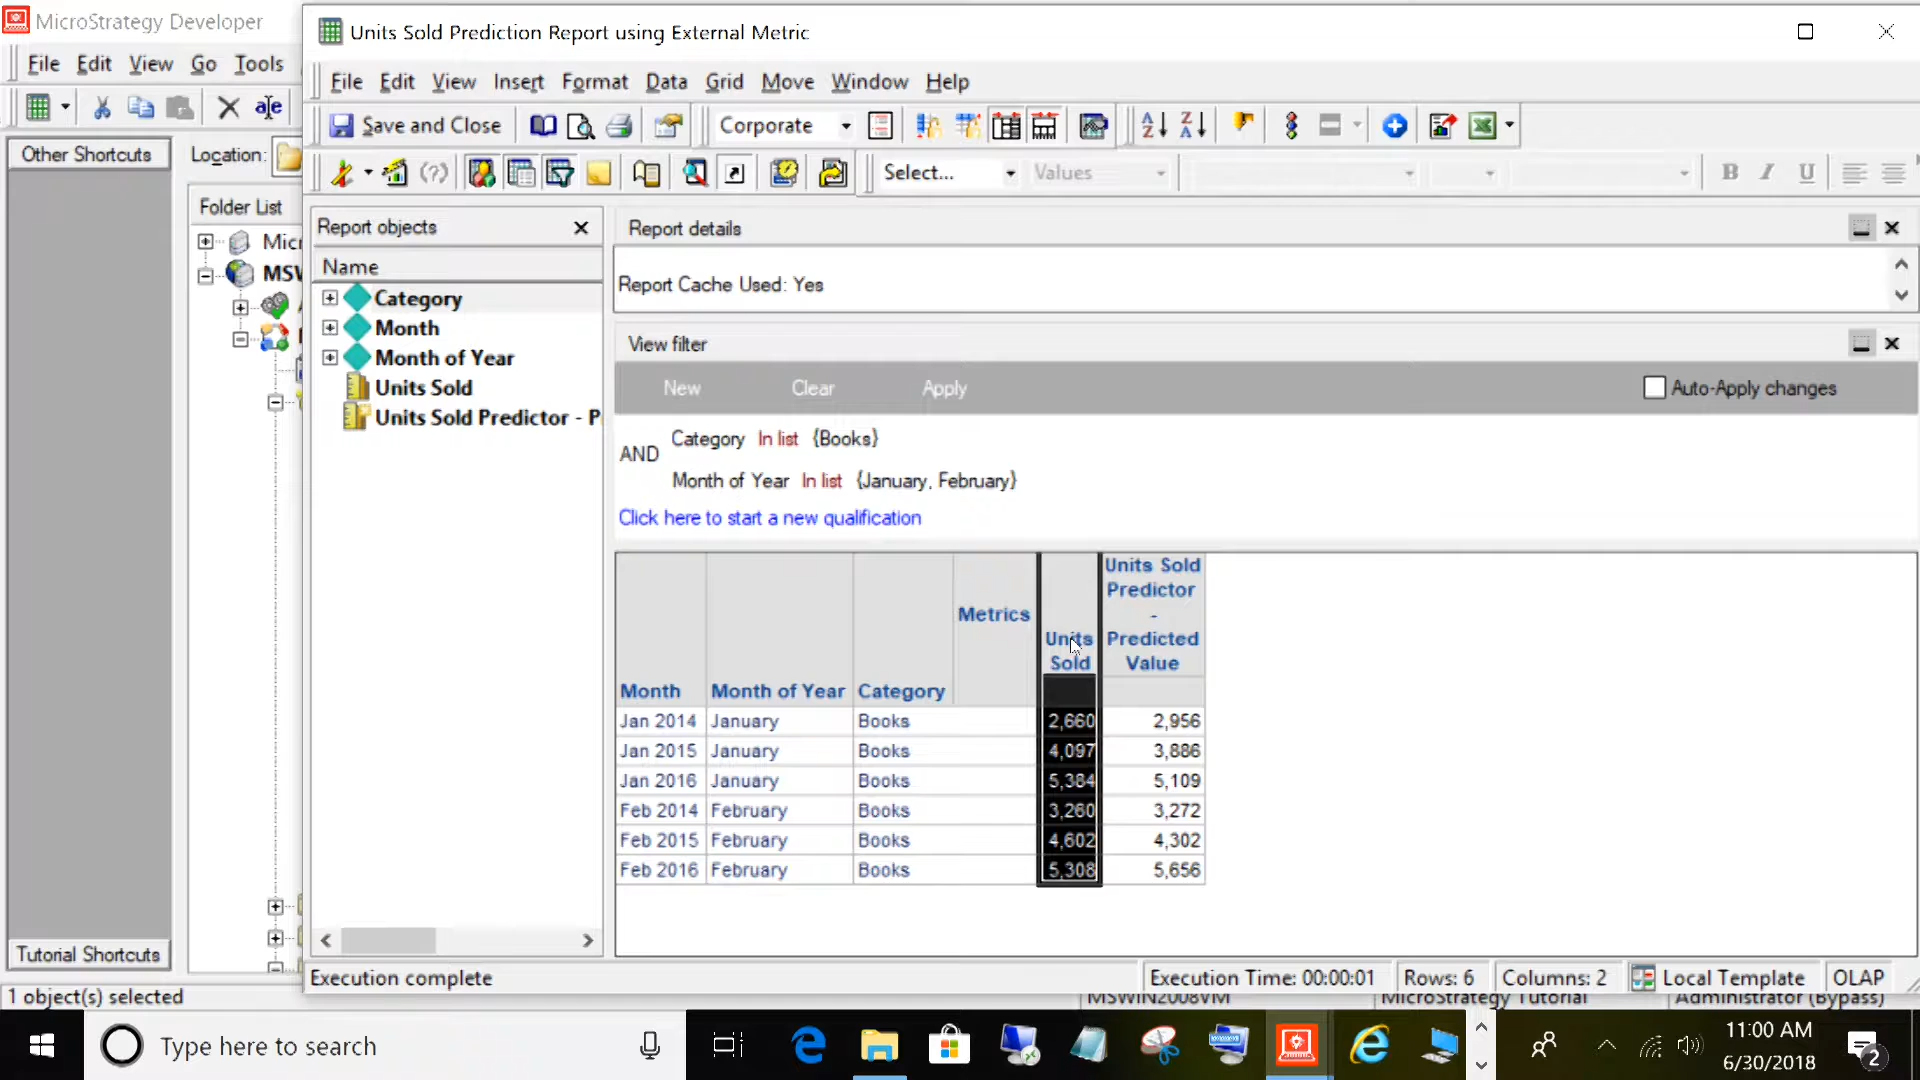 MicroStrategy Developer
File Edit View Go Tools
Other Shortcuts
Location:
Folder List
Tutorial Shortcuts
1 object(s) selected
Units Sold Prediction Report using External Metric
File Edit View Insert Format Data Grid Move Window Help
Save and Close Corporate
Select... Values B I U
Report objects
Name
Category
Month
Month of Year
Units Sold
Units Sold Predictor - P
Report details
Report Cache Used: Yes
View filter
New Clear Apply Auto-Apply changes
AND
Category In list {Books}
Month of Year In list {January, February}
Click here to start a new qualification
Month Month of Year Category Metrics Units Sold Units Sold Predictor - Predicted Value
Jan 2014 January Books 2,660 2,956
Jan 2015 January Books 4,097 3,886
Jan 2016 January Books 5,384 5,109
Feb 2014 February Books 3,260 3,272
Feb 2015 February Books 4,602 4,302
Feb 2016 February Books 5,308 5,656
Execution complete Execution Time: 00:00:01 Rows: 6 Columns: 2 Local Template OLAP
MSWIN2008VM MicroStrategy Tutorial Administrator (Bypass)
Type here to search
11:00 AM
6/30/2018
2